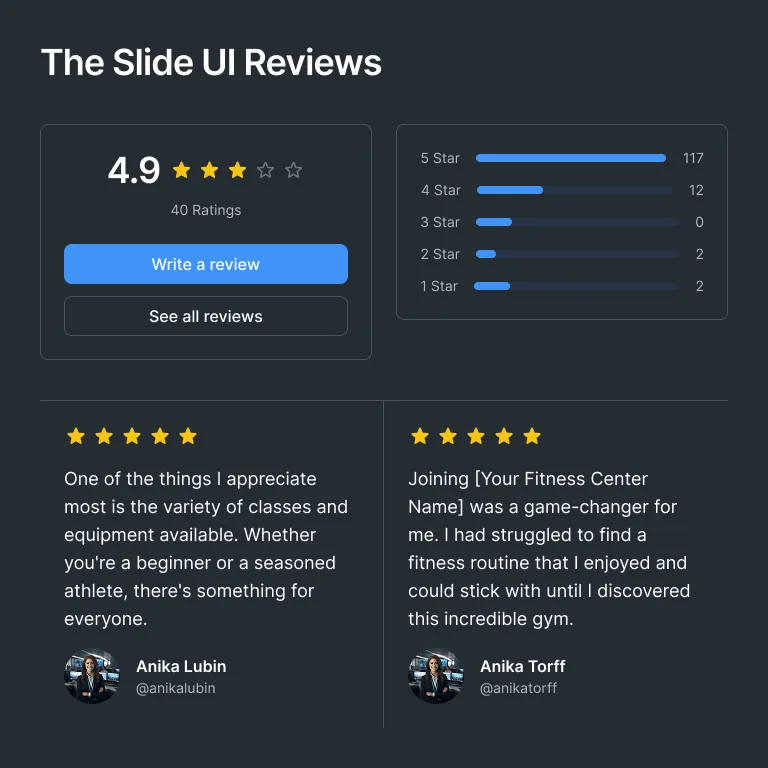 The Slide UI Reviews
4.9
40 Ratings
Write a review
See all reviews
5 Star 117
4 Star 12
3 Star 0
2 Star 2
1 Star 2
One of the things I appreciate
most is the variety of classes and
equipment available. Whether
you're a beginner or a seasoned
athlete, there's something for
everyone.
Anika Lubin
@anikalubin
Joining [Your Fitness Center
Name] was a game-changer for
me. I had struggled to find a
fitness routine that I enjoyed and
could stick with until I discovered
this incredible gym.
Anika Torff
@anikatorff